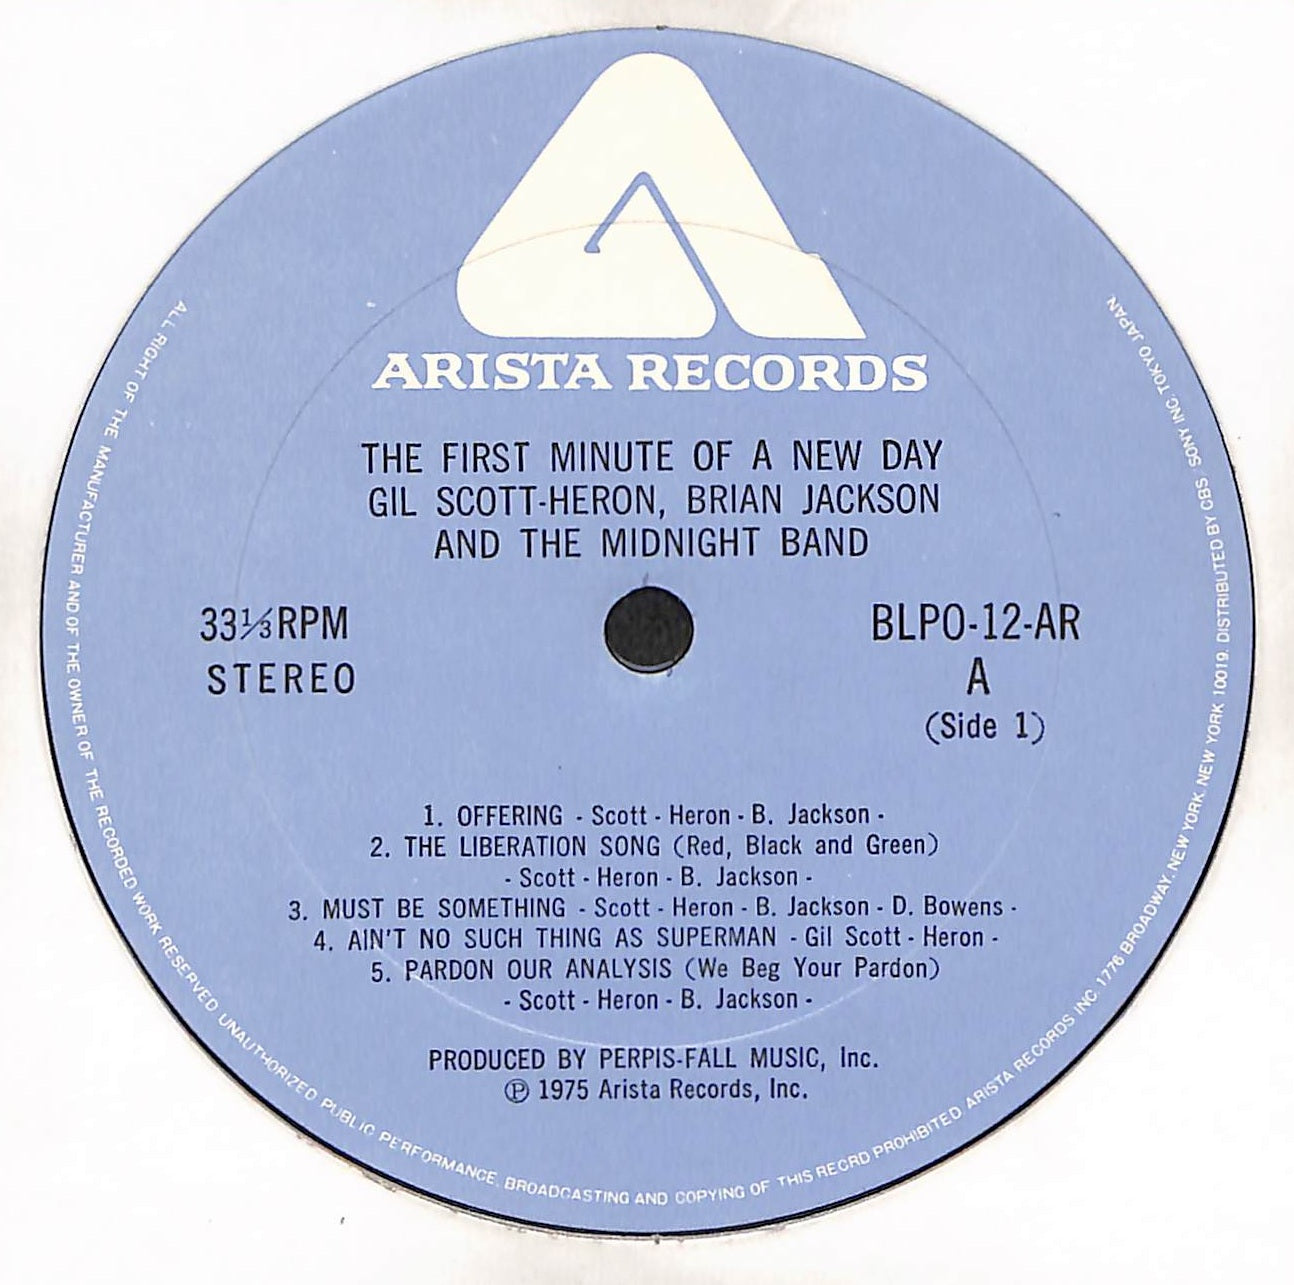 ARISTA RECORDS
THE FIRST MINUTE OF A NEW DAY
GIL SCOTT-HERON, BRIAN JACKSON
AND THE MIDNIGHT BAND
33⅓RPM
STEREO
BLPO-12-AR
A
(Side 1)
1. OFFERING - Scott - Heron - B. Jackson -
2. THE LIBERATION SONG (Red, Black and Green)
- Scott - Heron - B. Jackson -
3. MUST BE SOMETHING - Scott - Heron - B. Jackson - D. Bowens -
4. AIN'T NO SUCH THING AS SUPERMAN - Gil Scott - Heron -
5. PARDON OUR ANALYSIS (We Beg Your Pardon)
- Scott - Heron - B. Jackson -
PRODUCED BY PERPIS-FALL MUSIC, Inc.
℗ 1975 Arista Records, Inc.
ALL RIGHT OF THE MANUFACTURER AND OF THE OWNER OF THE RECORDED WORK RESERVED. UNAUTHORIZED PUBLIC PERFORMANCE, BROADCASTING AND COPYING OF THIS RECRD PROHIBITED ARISTA RECORDS INC. 1776 BROADWAY. NEW YORK. NEW YORK 10019. DISTRIBUTED BY CBS SONY INC. TOKYO JAPAN.